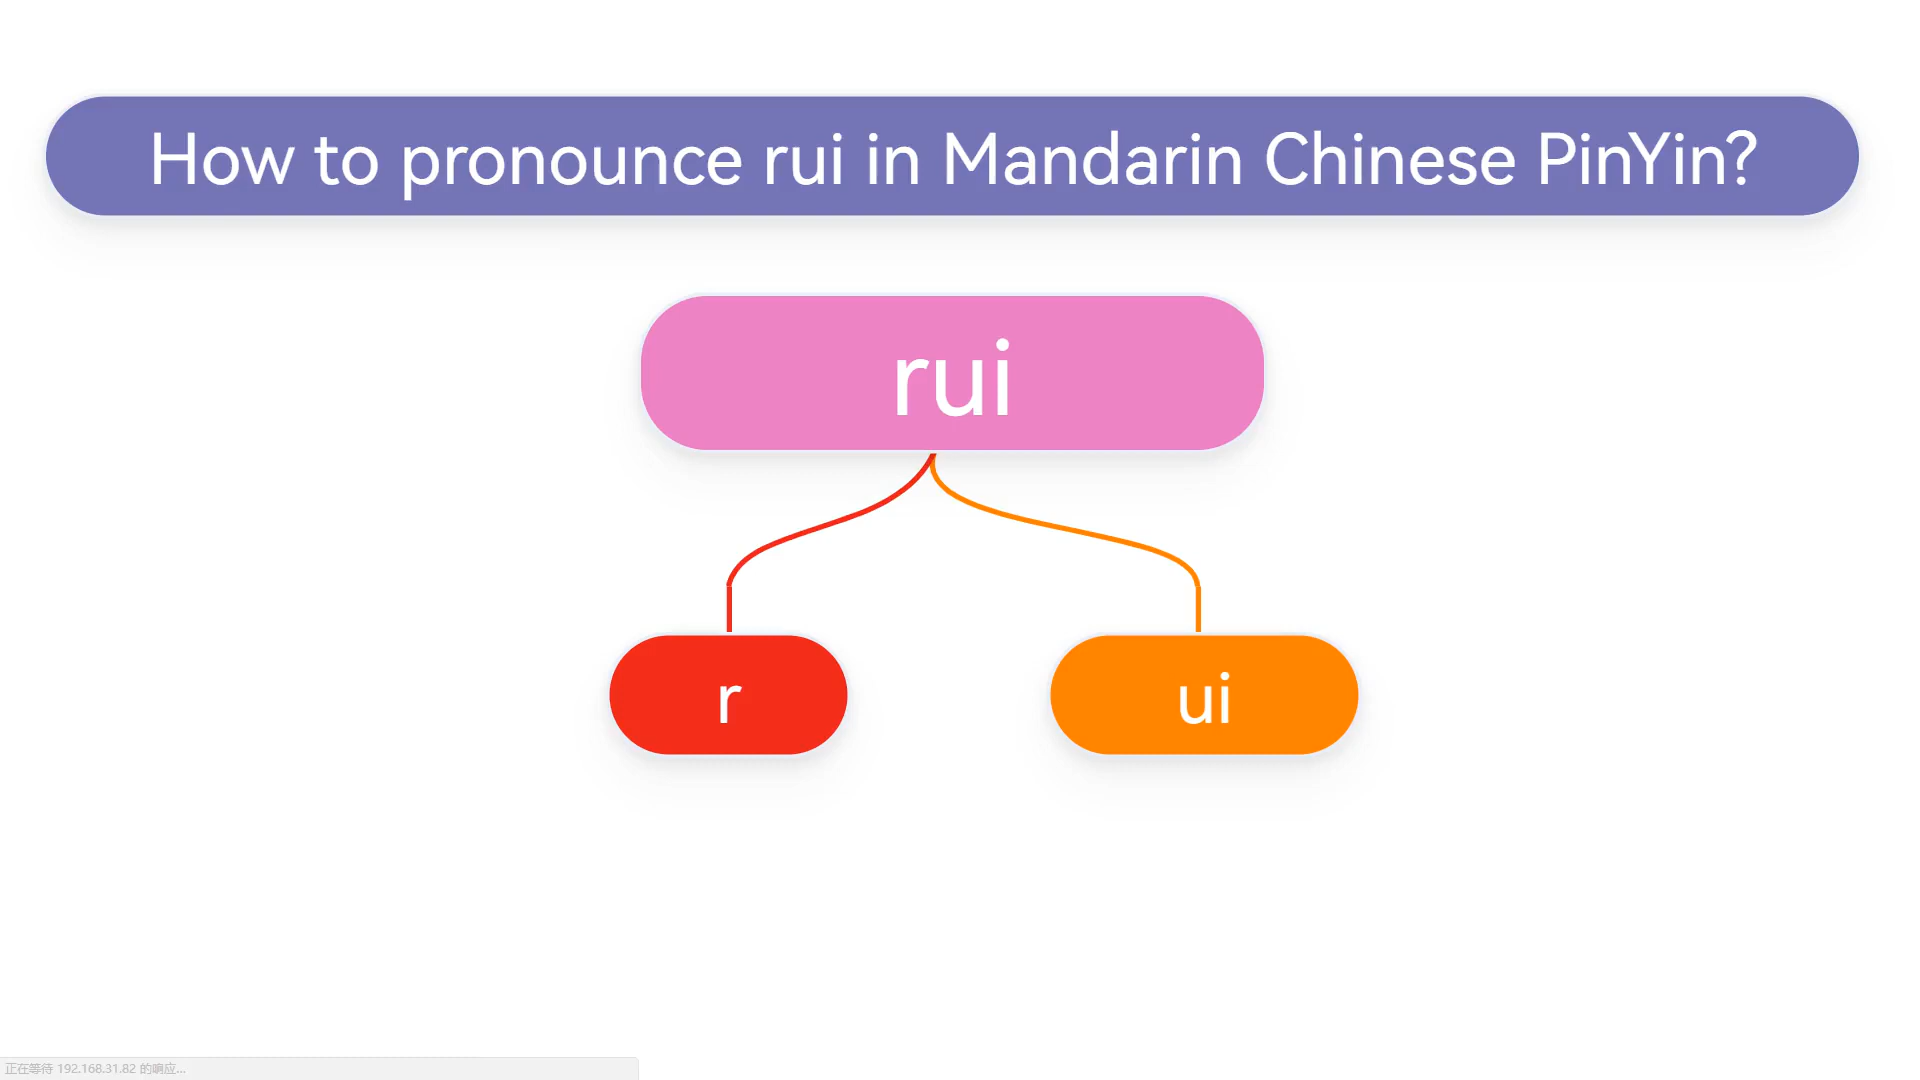 How to pronounce rui in Mandarin Chinese PinYin?
rui
r
ui
正在等待 192.168.31.82 的响应...